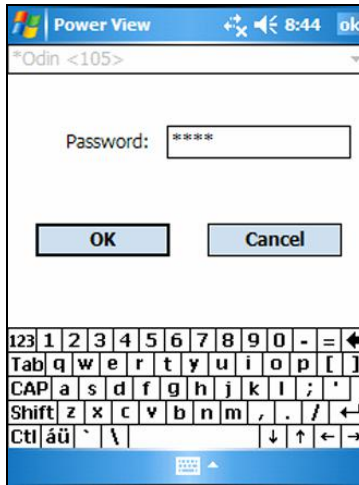 Power View 8:44 ok
*Odin <105>
Password: ****
OK Cancel
123 1 2 3 4 5 6 7 8 9 0 - = ←
Tab q w e r t y u i o p [ ]
CAP a s d f g h j k l ; '
Shift z x c v b n m , . / ↵
Ctl áü ` \ ↓ ↑ ← →